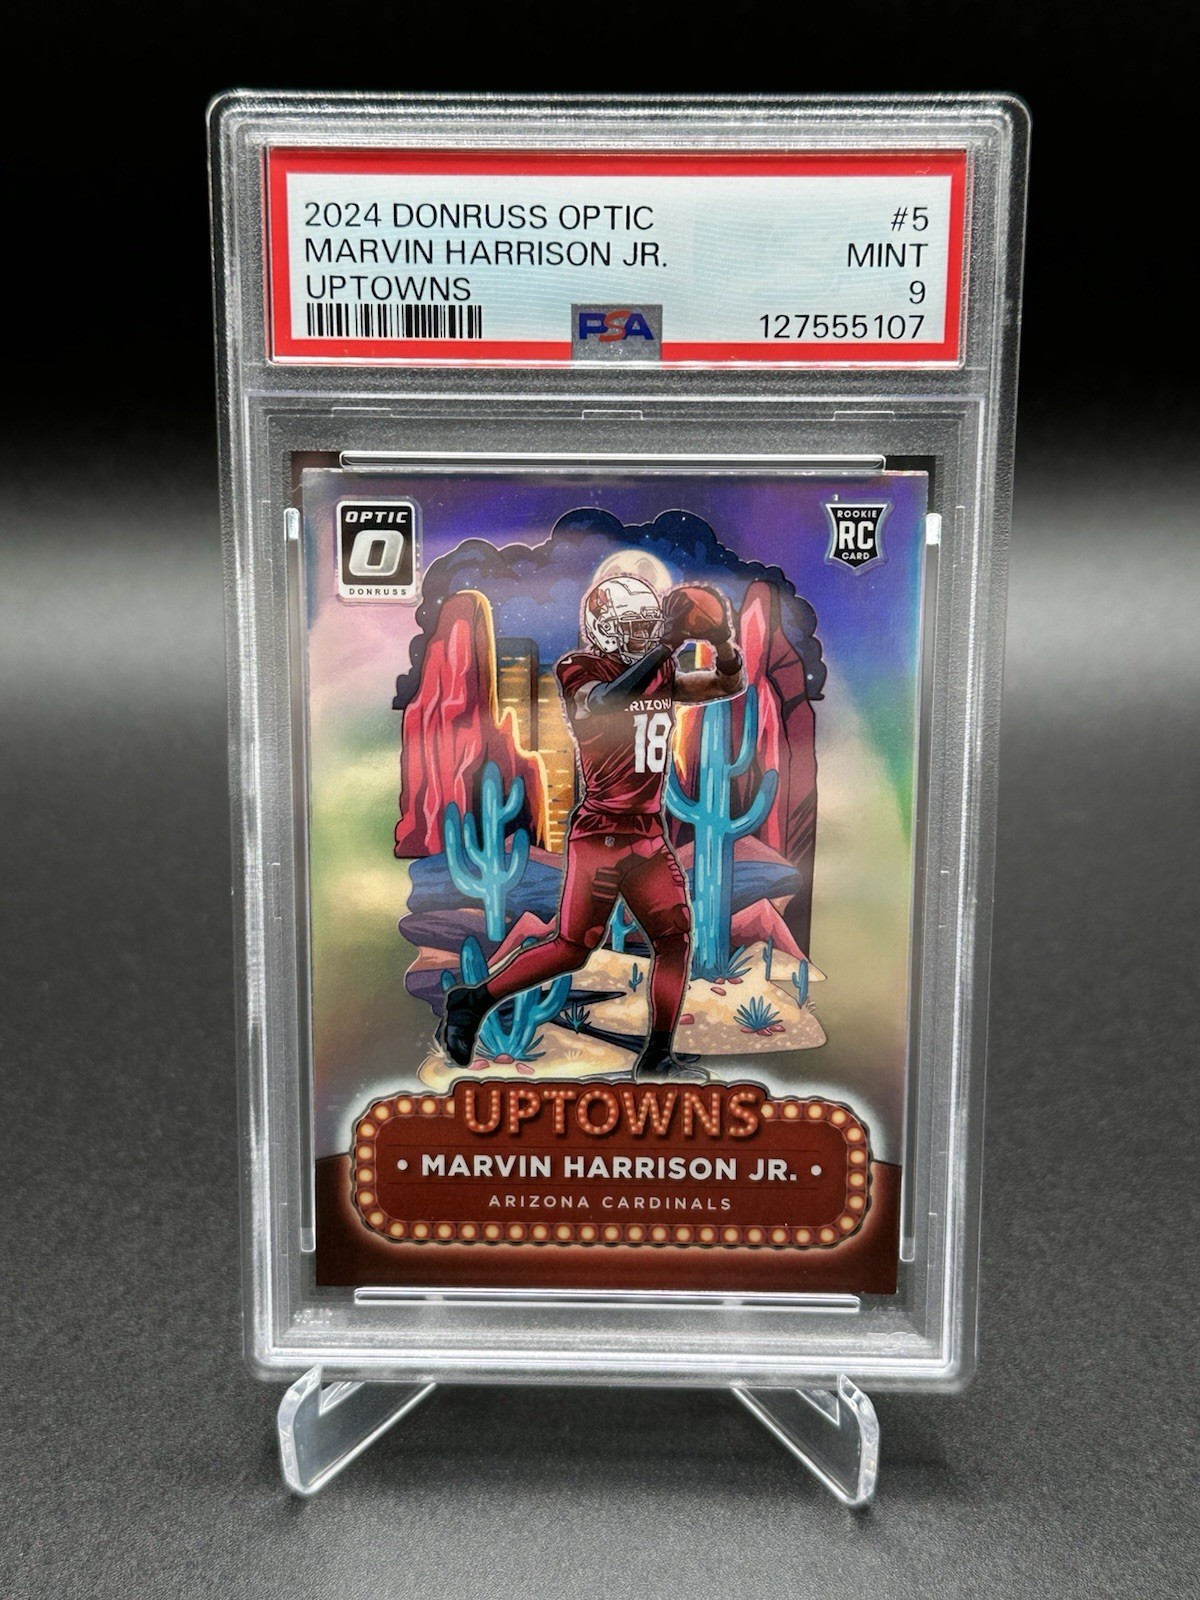 2024 DONRUSS OPTIC #5
MARVIN HARRISON JR. MINT
UPTOWNS 9
PSA 127555107
OPTIC
O
DONRUSS
ROOKIE
RC
CARD
RIZON
18
UPTOWNS
• MARVIN HARRISON JR. •
ARIZONA CARDINALS